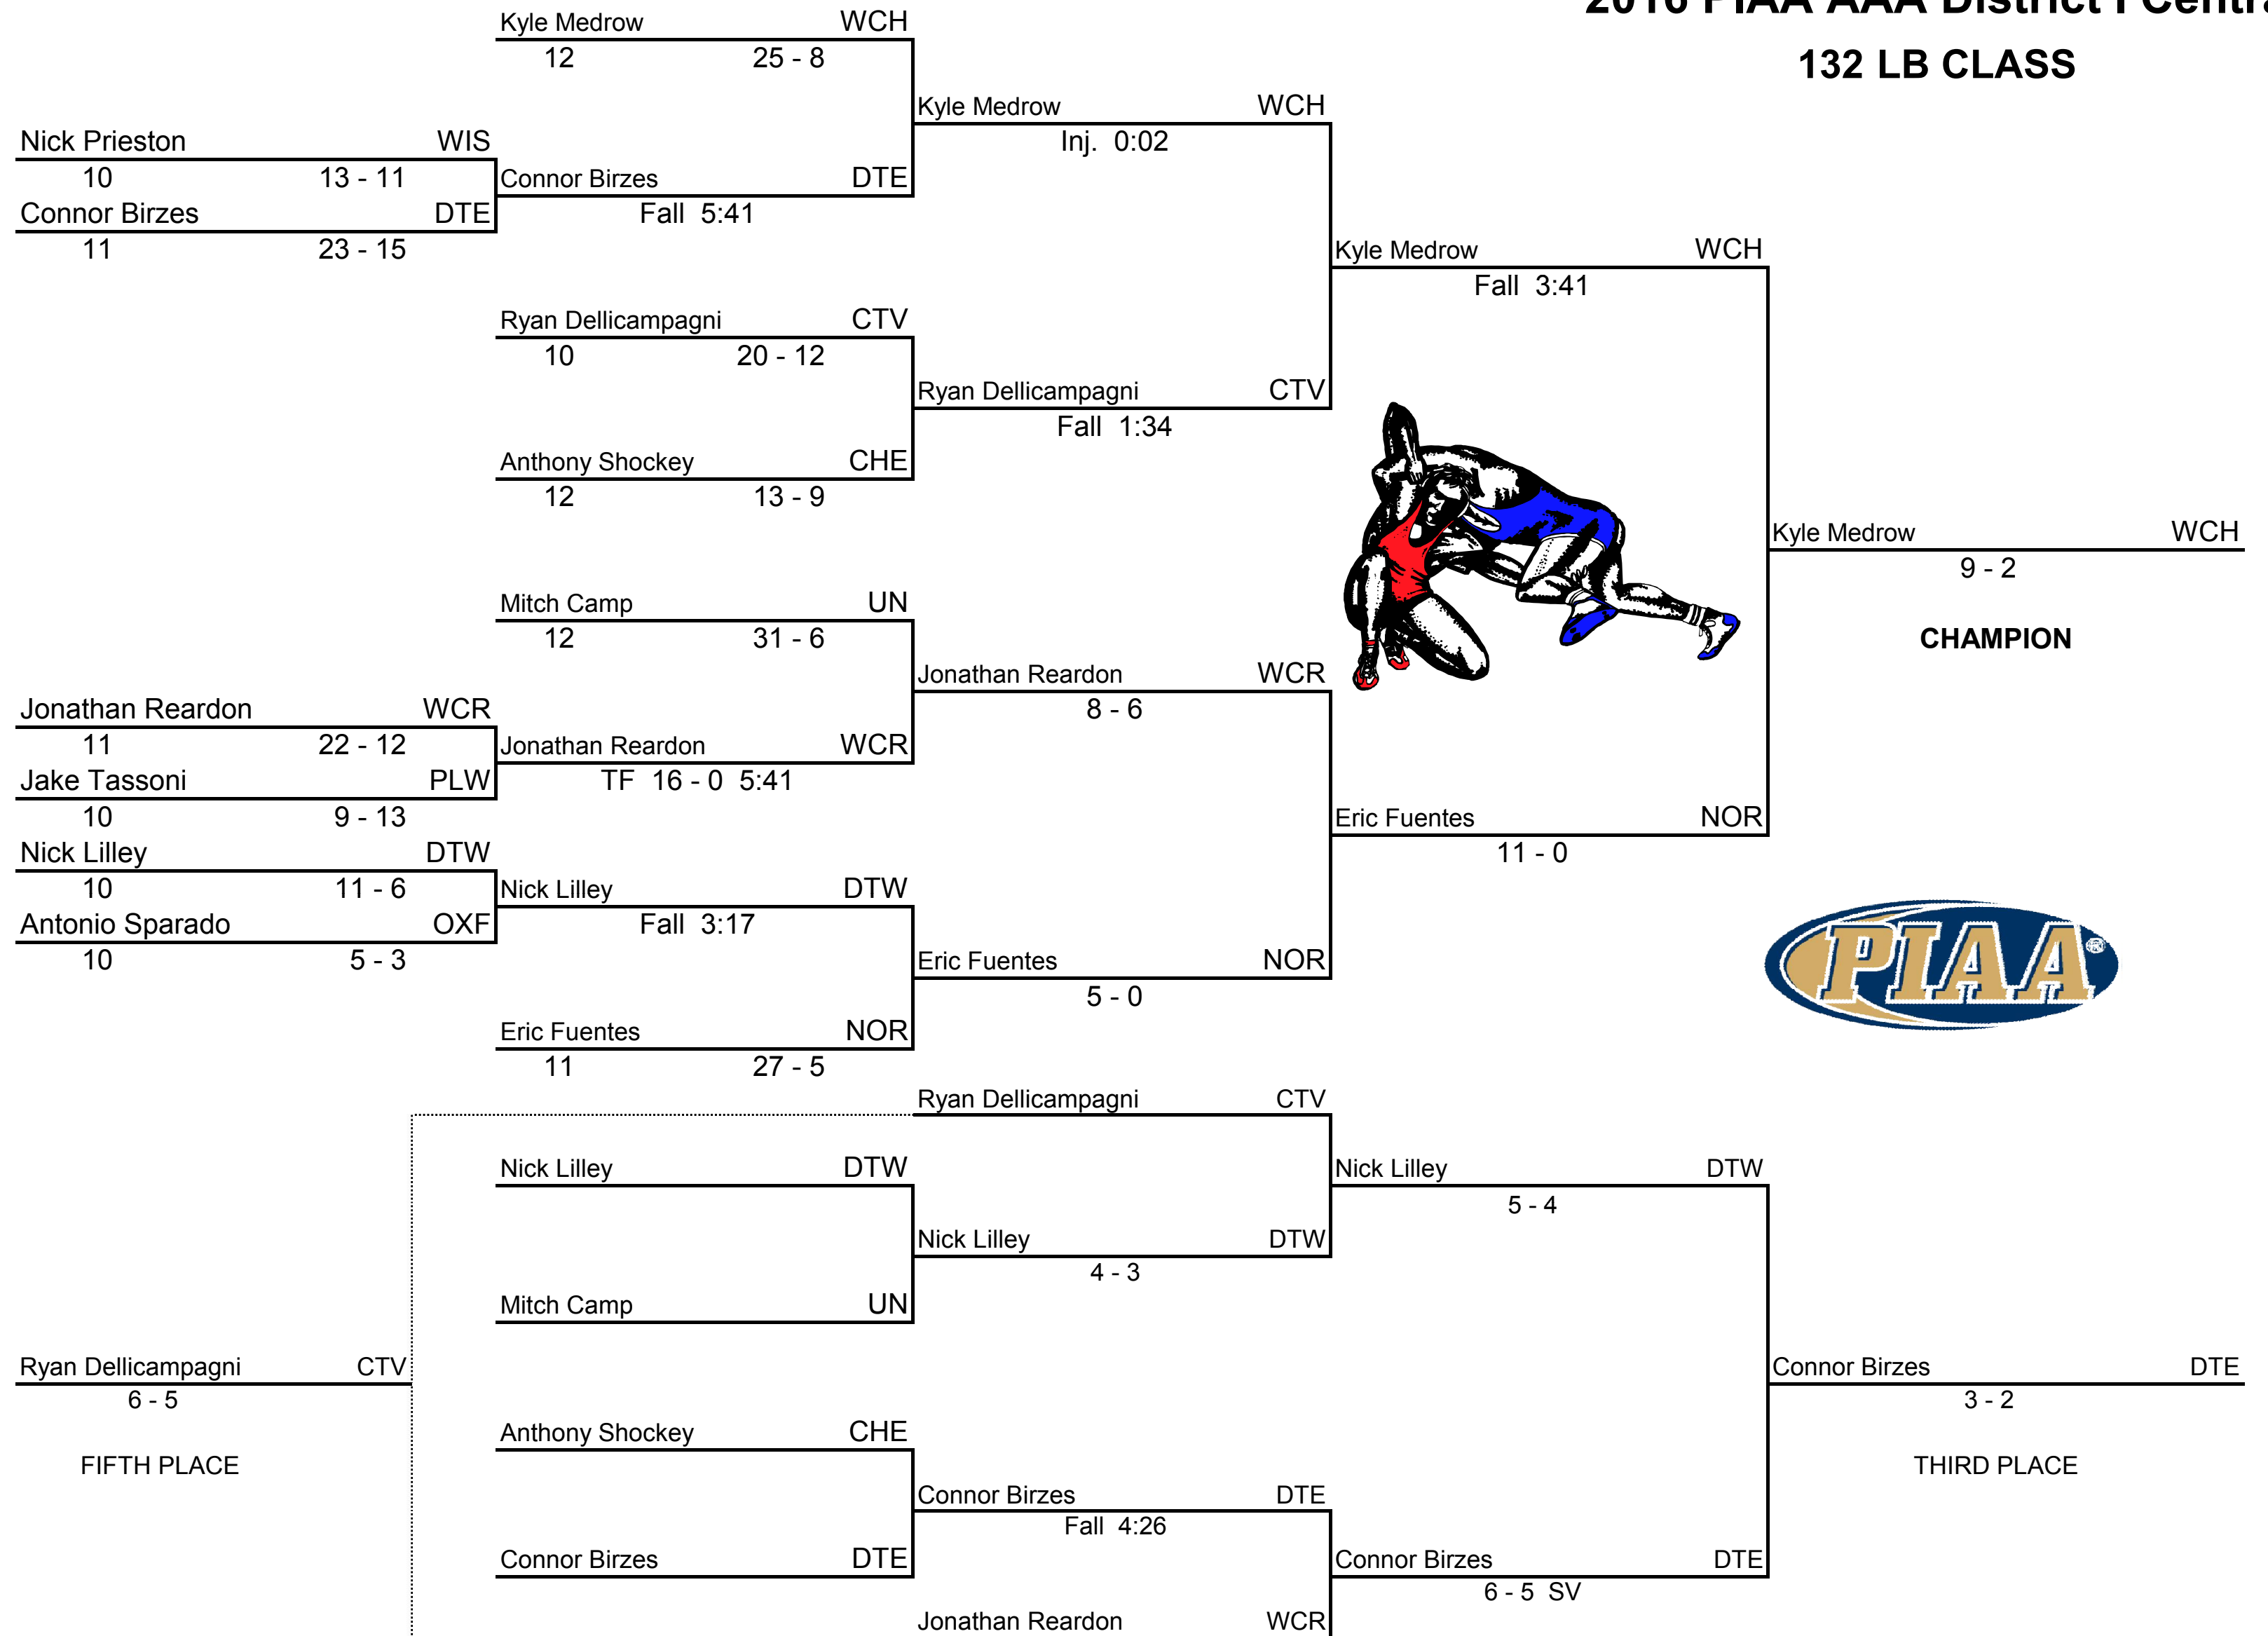 2016 PIAA AAA District I Centra
132 LB CLASS
Kyle Medrow WCH
12 25 - 8
Kyle Medrow WCH
Inj. 0:02
Nick Prieston WIS
10 13 - 11
Connor Birzes DTE
Fall 5:41
Connor Birzes DTE
11 23 - 15
Kyle Medrow WCH
Fall 3:41
Ryan Dellicampagni CTV
10 20 - 12
Ryan Dellicampagni CTV
Fall 1:34
Anthony Shockey CHE
12 13 - 9
Kyle Medrow WCH
9 - 2
CHAMPION
Mitch Camp UN
12 31 - 6
Jonathan Reardon WCR
8 - 6
Jonathan Reardon WCR
11 22 - 12
Jonathan Reardon WCR
TF 16 - 0 5:41
Jake Tassoni PLW
10 9 - 13
Eric Fuentes NOR
11 - 0
Nick Lilley DTW
10 11 - 6
Nick Lilley DTW
Fall 3:17
Antonio Sparado OXF
10 5 - 3
Eric Fuentes NOR
5 - 0
PIAA®
Eric Fuentes NOR
11 27 - 5
Ryan Dellicampagni CTV
Nick Lilley DTW
Nick Lilley DTW
5 - 4
Nick Lilley DTW
4 - 3
Mitch Camp UN
Ryan Dellicampagni CTV
6 - 5
FIFTH PLACE
Connor Birzes DTE
3 - 2
THIRD PLACE
Anthony Shockey CHE
Connor Birzes DTE
Fall 4:26
Connor Birzes DTE
Connor Birzes DTE
6 - 5 SV
Jonathan Reardon WCR